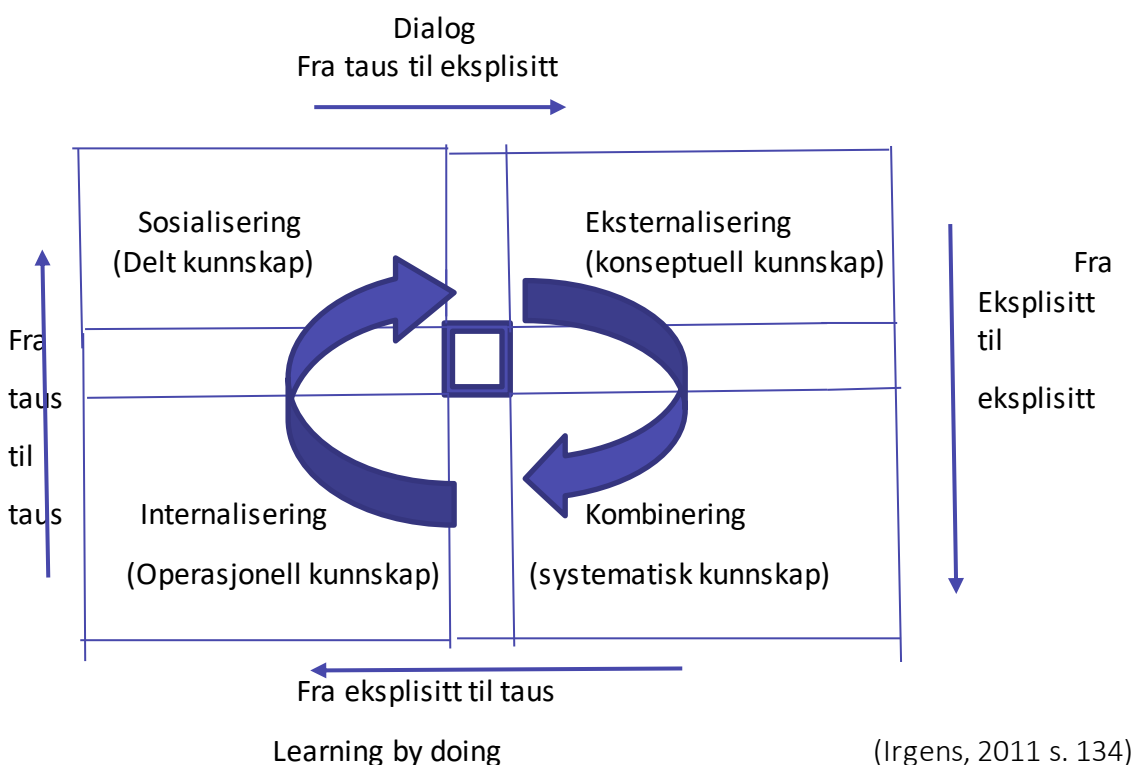 Dialog
Fra taus til eksplisitt
Sosialisering
(Delt kunnskap)
Eksternalisering
(konseptuell kunnskap)
Fra
Eksplisitt
til
eksplisitt
Fra
taus
til
taus
Internalisering
(Operasjonell kunnskap)
Kombinering
(systematisk kunnskap)
Fra eksplisitt til taus
Learning by doing
(Irgens, 2011 s. 134)